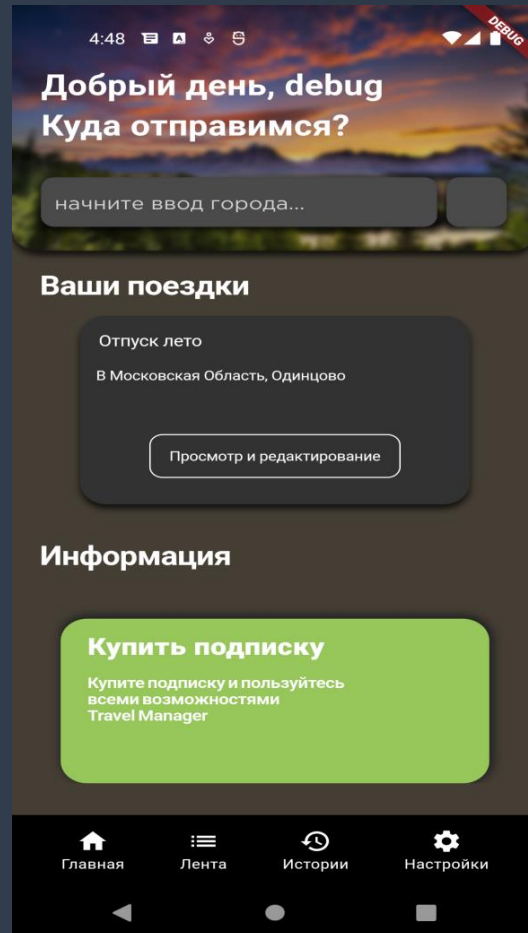 4:48
DEBUG
Добрый день, debug
Куда отправимся?
начните ввод города...
Ваши поездки
Отпуск лето
В Московская Область, Одинцово
Просмотр и редактирование
Информация
Купить подписку
Купите подписку и пользуйтесь
всеми возможностями
Travel Manager
Главная Лента Истории Настройки